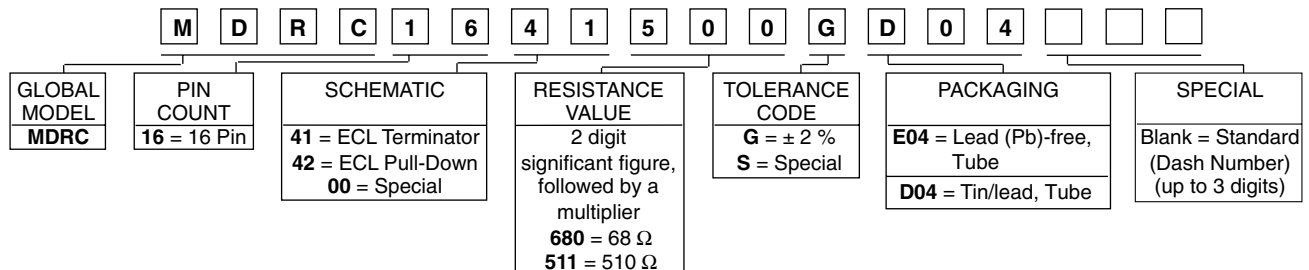 M D R C 1 6 4 1 5 0 0 G D 0 4
GLOBAL
MODEL
MDRC
PIN
COUNT
16 = 16 Pin
SCHEMATIC
41 = ECL Terminator
42 = ECL Pull-Down
00 = Special
RESISTANCE
VALUE
2 digit
significant figure,
followed by a
multiplier
680 = 68 Ω
511 = 510 Ω
TOLERANCE
CODE
G = ± 2 %
S = Special
PACKAGING
E04 = Lead (Pb)-free,
Tube
D04 = Tin/lead, Tube
SPECIAL
Blank = Standard
(Dash Number)
(up to 3 digits)